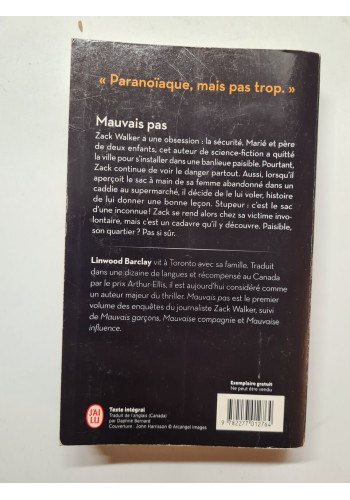 « Paranoïaque, mais pas trop. »
Mauvais pas
Zack Walker a une obsession : la sécurité. Marié et père
de deux enfants, cet auteur de science-fiction a quitté
la ville pour s'installer dans une banlieue paisible. Pourtant,
Zack continue de voir le danger partout. Aussi, lorsqu'il
aperçoit le sac à main de sa femme abandonné dans un
caddie au supermarché, il décide de le lui voler, histoire
de lui donner une bonne leçon. Stupeur : c'est le sac
d'une inconnue ! Zack se rend alors chez sa victime invo-
lontaire, mais c'est un cadavre qu'il y découvre. Paisible,
son quartier ? Pas si sûr.
Linwood Barclay vit à Toronto avec sa famille. Traduit
dans une dizaine de langues et récompensé au Canada
par le prix Arthur-Ellis, il est aujourd'hui considéré comme
un auteur majeur du thriller. Mauvais pas est le premier
volume des enquêtes du journaliste Zack Walker, suivi
de Mauvais garçons, Mauvaise compagnie et Mauvaise
influence.
Exemplaire gratuit
Ne peut être vendu
J'AI LU
Texte intégral
Traduit de l'anglais (Canada)
par Daphné Bernard
Couverture : John Harrisson © Arcangel Images
9 782277 012764